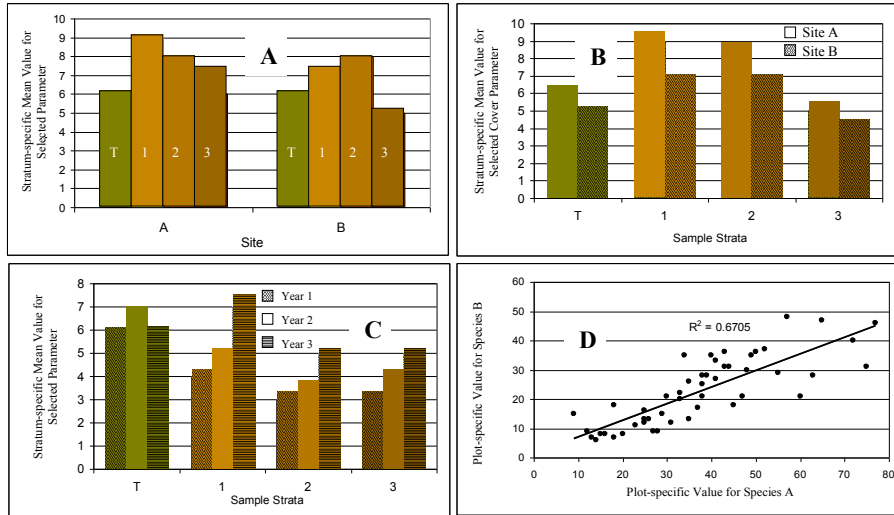 A
Stratum-specific Mean Value for
Selected Parameter
10
9
8
7
6
5
4
3
2
1
0
T
1
2
3
T
1
2
3
A
B
Site
B
Stratum-specific Mean Value for
Selected Cover Parameter
10
9
8
7
6
5
4
3
2
1
0
Site A
Site B
T
1
2
3
Sample Strata
C
Stratum-specific Mean Value for
Selected Parameter
8
7
6
5
4
3
2
1
0
Year 1
Year 2
Year 3
T
1
2
3
Sample Strata
D
Plot-specific Value for Species B
60
50
40
30
20
10
0
R² = 0.6705
0
10
20
30
40
50
60
70
80
Plot-specific Value for Species A